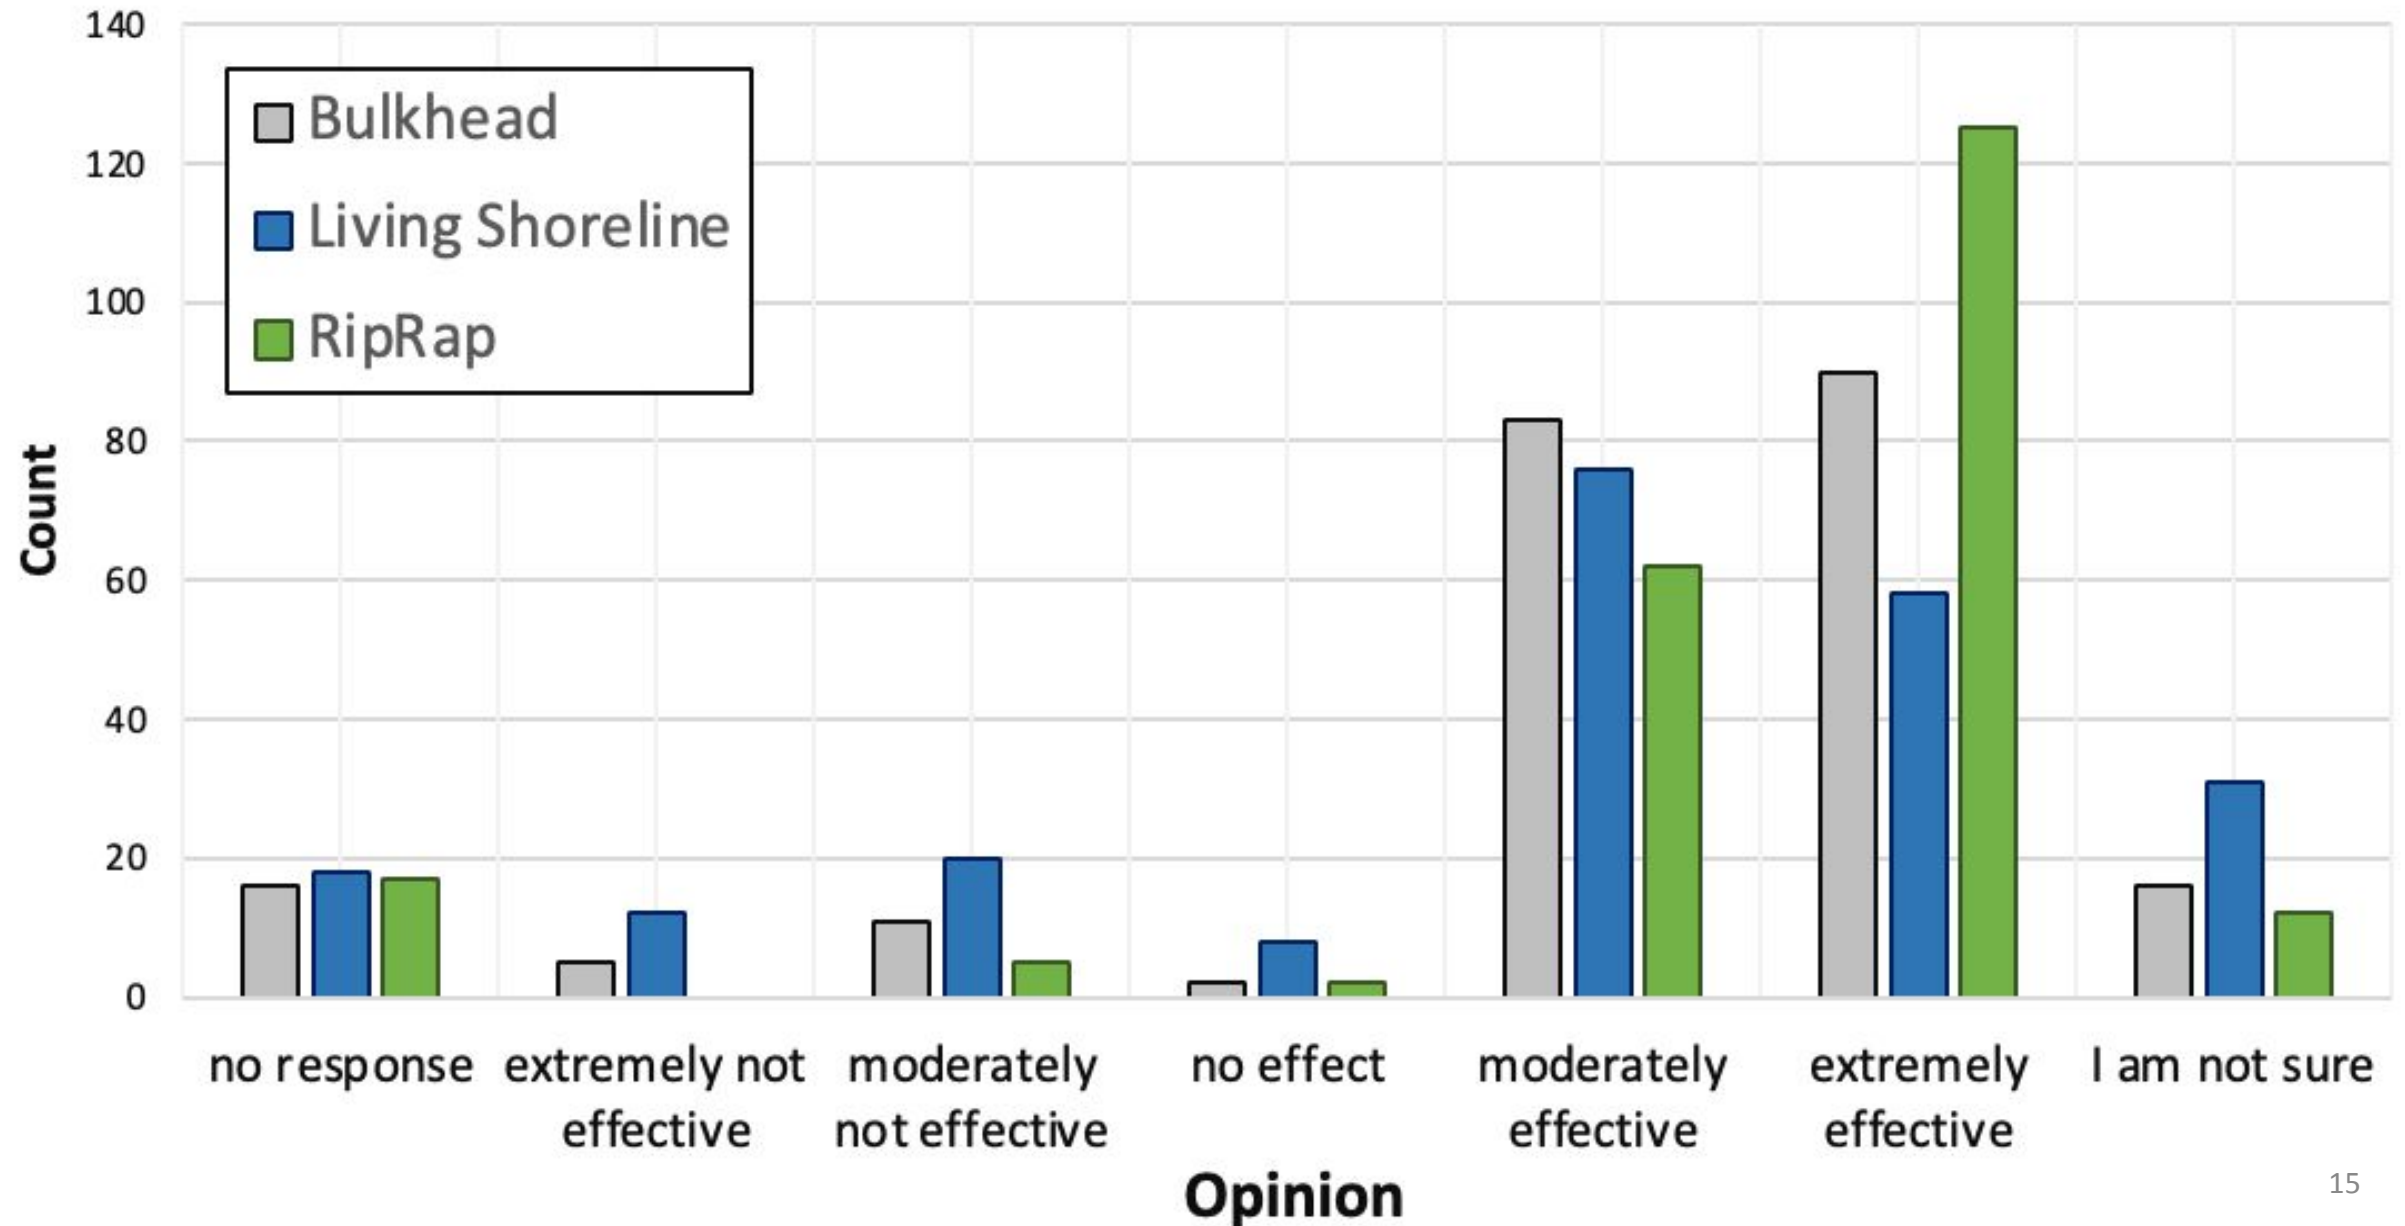 140
120
100
80
60
40
20
0
Count
Bulkhead
Living Shoreline
RipRap
no response
extremely not
effective
moderately
not effective
no effect
moderately
effective
extremely
effective
I am not sure
Opinion
15